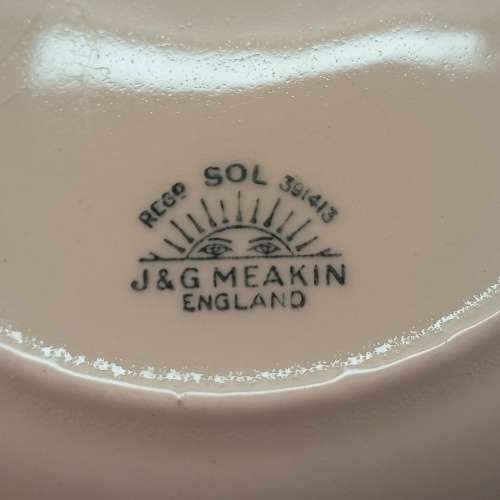 REGD SOL 391413
J & G MEAKIN
ENGLAND